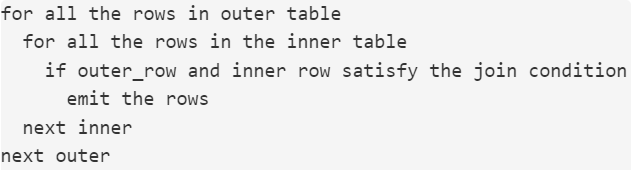 for all the rows in outer table
  for all the rows in the inner table
    if outer_row and inner row satisfy the join condition
      emit the rows
  next inner
next outer